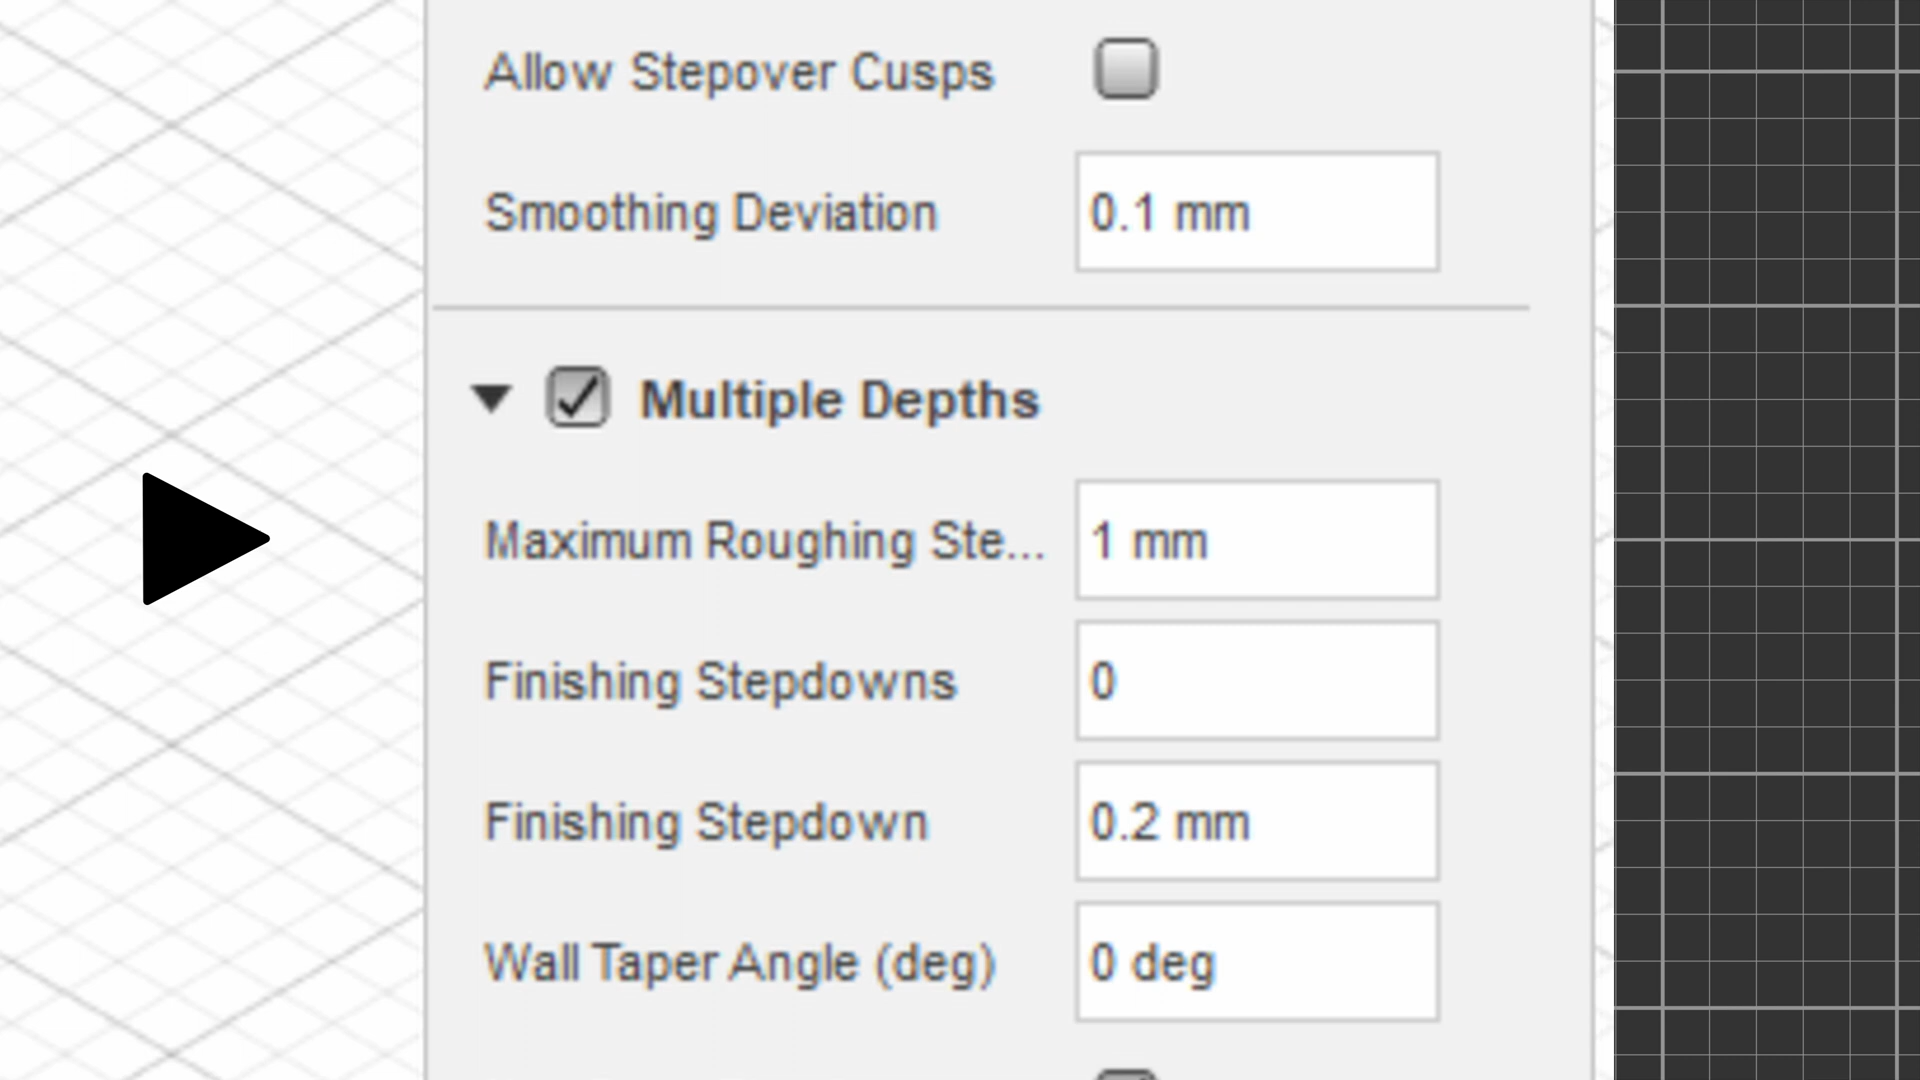 Allow Stepover Cusps
Smoothing Deviation 0.1 mm
Multiple Depths
Maximum Roughing Ste... 1 mm
Finishing Stepdowns 0
Finishing Stepdown 0.2 mm
Wall Taper Angle (deg) 0 deg